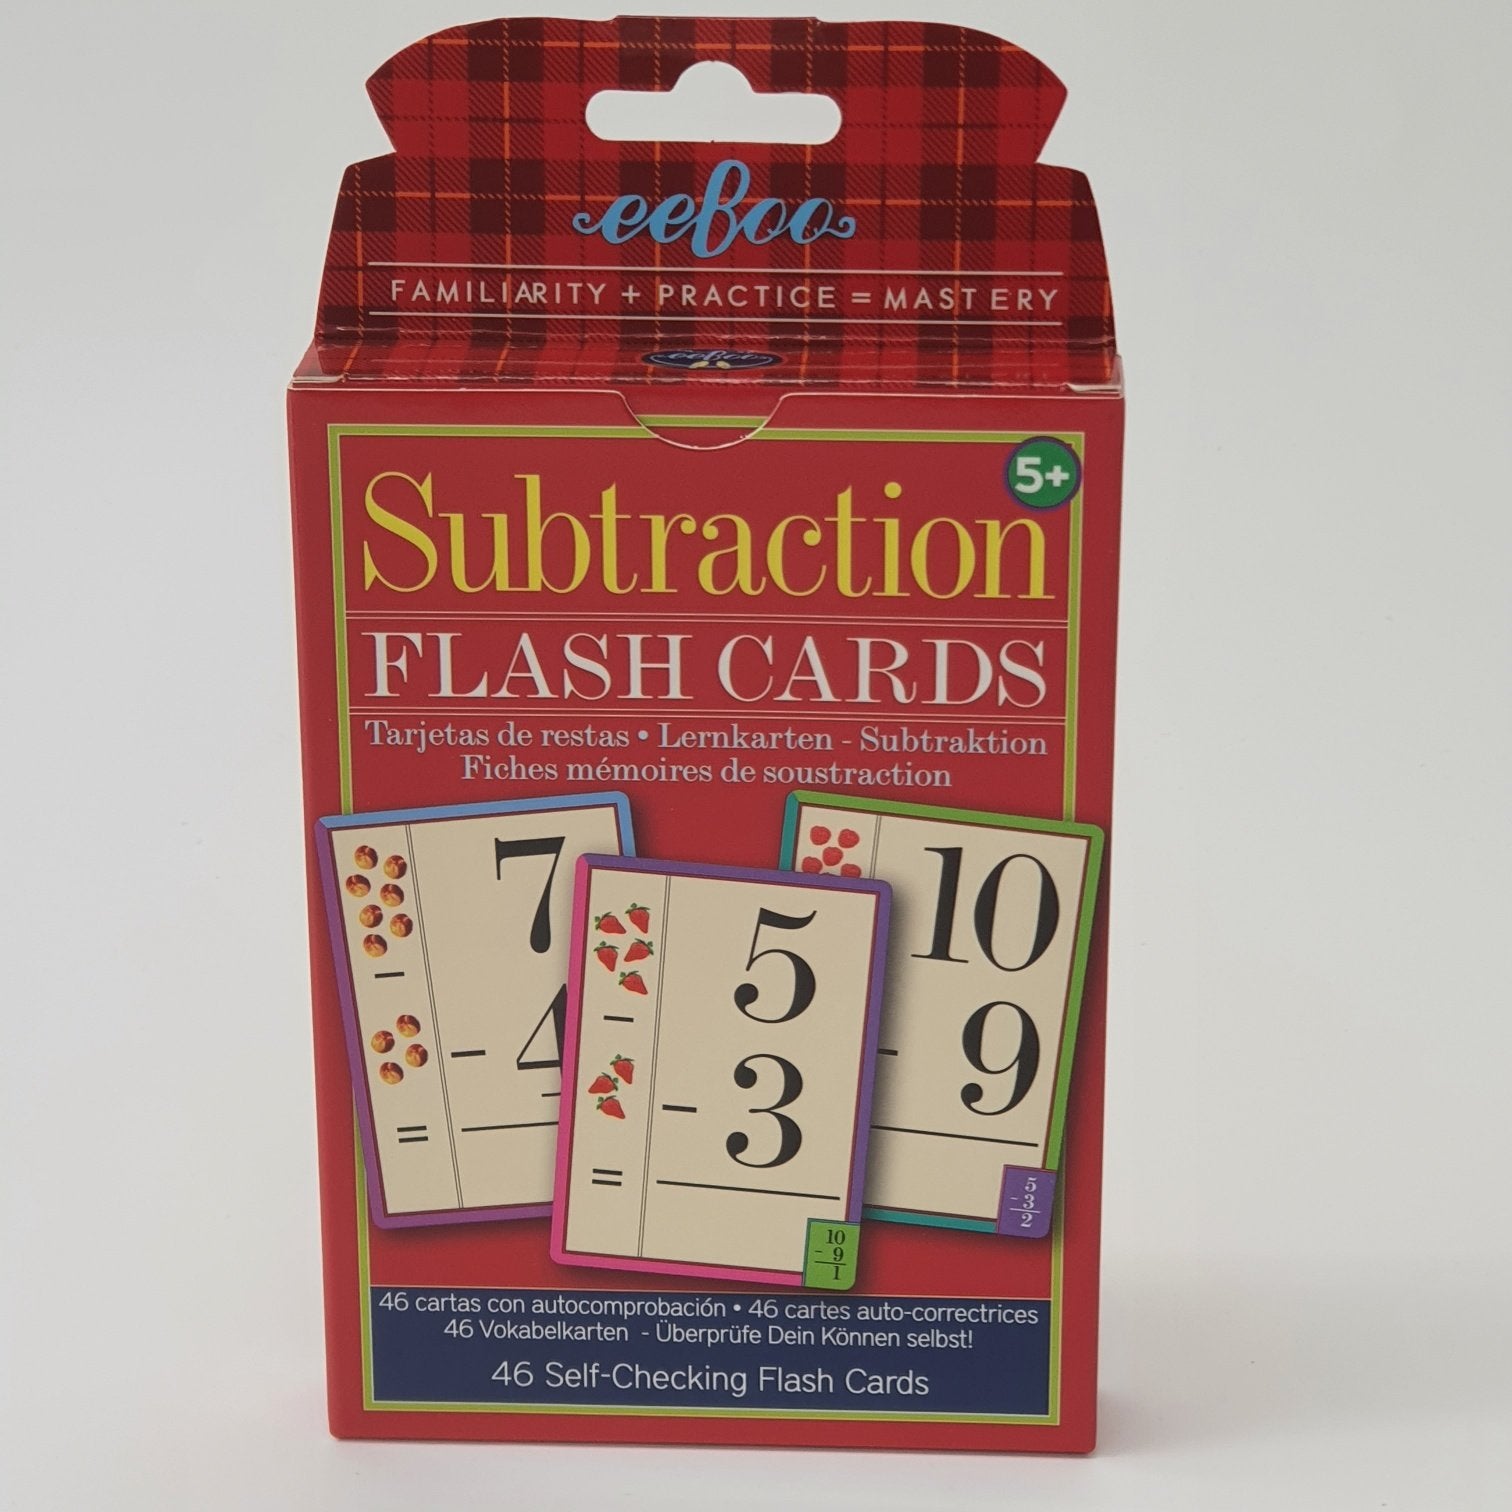 eeboo
FAMILIARITY + PRACTICE = MASTERY
eeboo
5+
Subtraction
FLASH CARDS
Tarjetas de restas • Lernkarten - Subtraktion
Fiches mémoires de soustraction
7
- 4
=
5
- 3
=
10
- 9
1
10
- 9
5
- 3
2
46 cartas con autocomprobación • 46 cartes auto-correctrices
46 Vokabelkarten - Überprüfe Dein Können selbst!
46 Self-Checking Flash Cards